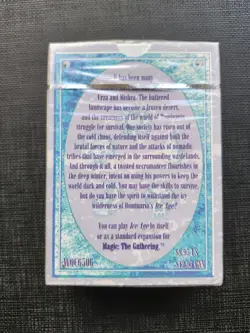 It has been many
Urza and Mishra. The battered
landscape has become a frozen desert,
and the creatures of the world of Dominaria
struggle for survival. One society has risen out of
the cold chaos, defending itself against both the
brutal forces of nature and the attacks of nomadic
tribes that have emerged in the surrounding wastelands.
And through it all, a twisted necromancer flourishes in
the deep winter, intent on using his powers to keep the
world dark and cold. You may have the skills to survive,
but do you have the spirit to withstand the icy
wilderness of Dominaria's Ice Age?
You can play Ice Age by itself
or as a standard expansion for
Magic: The Gathering.™
WOC6506